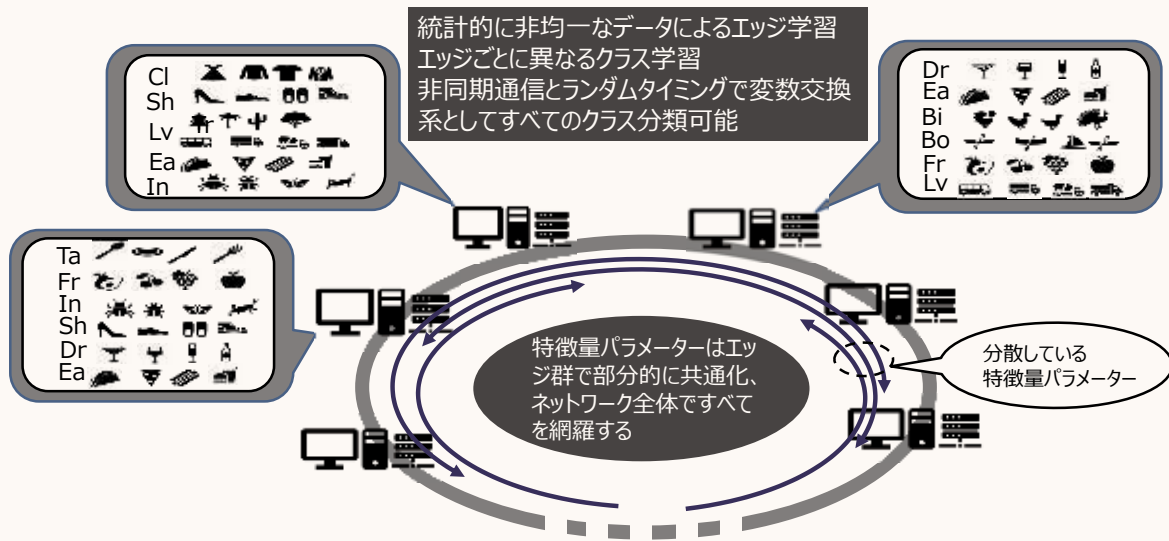 統計的に非均一なデータによるエッジ学習
エッジごとに異なるクラス学習
非同期通信とランダムタイミングで変数交換
系としてすべてのクラス分類可能
Cl
Sh
Lv
Ea
In
Dr
Ea
Bi
Bo
Fr
Lv
Ta
Fr
In
Sh
Dr
Ea
特徴量パラメーターはエッ
ジ群で部分的に共通化、
ネットワーク全体ですべて
を網羅する
分散している
特徴量パラメーター